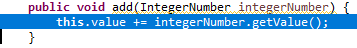 public void add(IntegerNumber integerNumber) {
this.value += integerNumber.getValue();
}